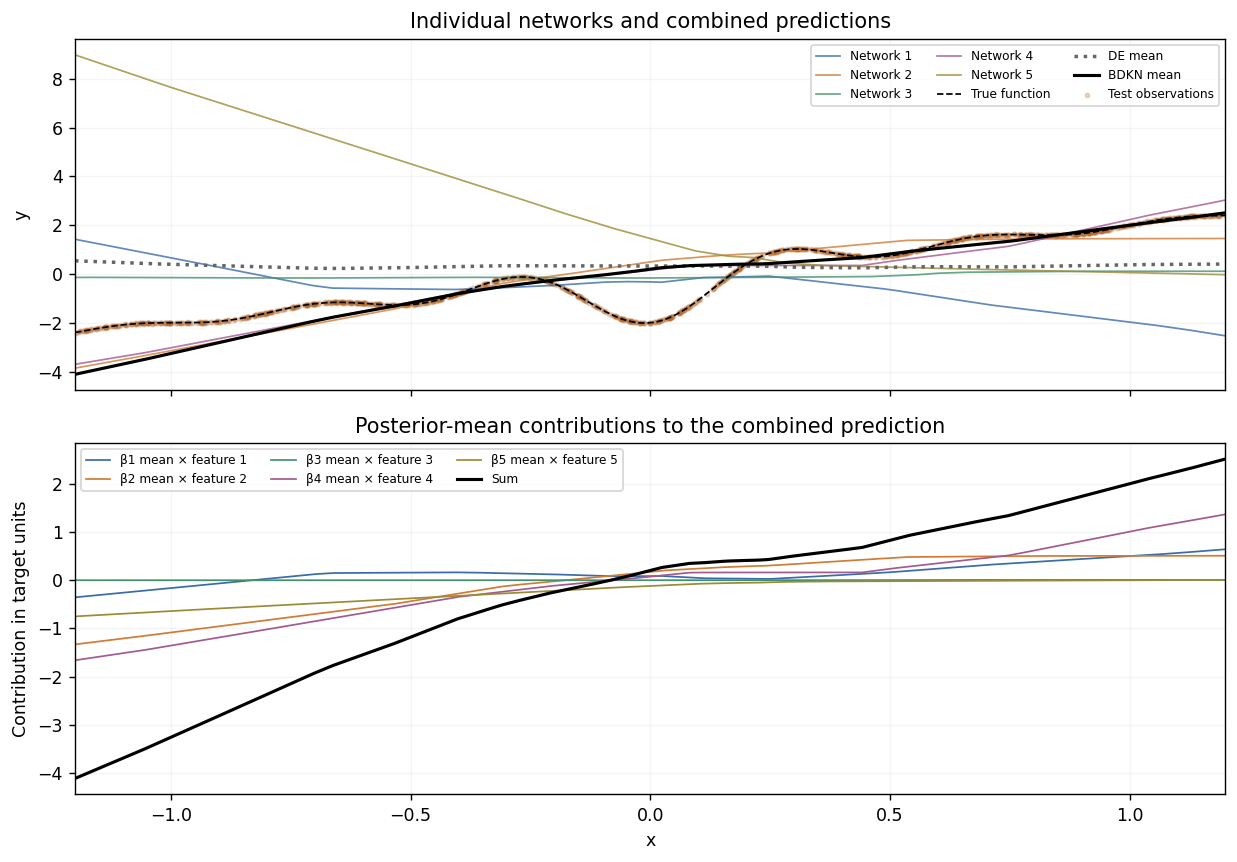 Individual networks and combined predictions
Network 1
Network 2
Network 3
Network 4
Network 5
True function
DE mean
BDKN mean
Test observations
y
8
6
4
2
0
−2
−4
Posterior-mean contributions to the combined prediction
β1 mean × feature 1
β2 mean × feature 2
β3 mean × feature 3
β4 mean × feature 4
β5 mean × feature 5
Sum
Contribution in target units
2
1
0
−1
−2
−3
−4
−1.0
−0.5
0.0
0.5
1.0
x